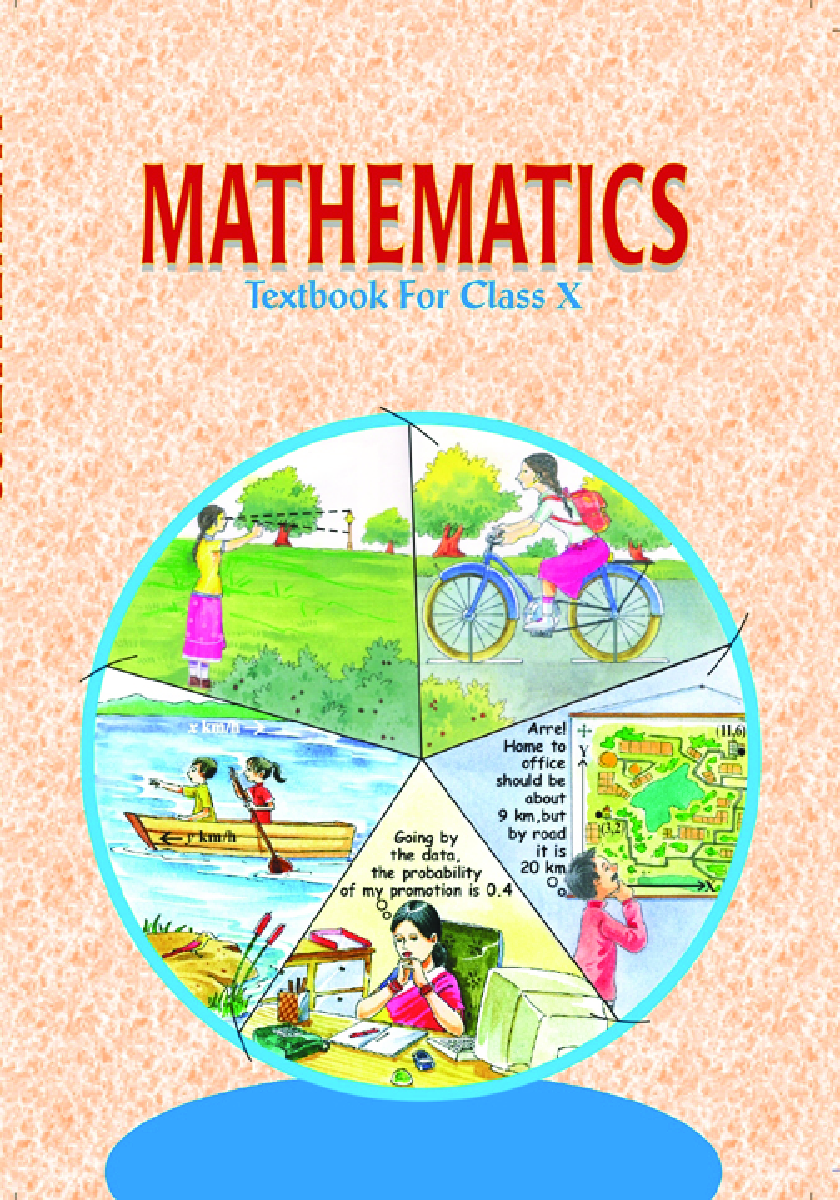 MATHEMATICS
Textbook For Class X
x km/h
y km/h
Going by
the data,
the probability
of my promotion is 0.4
Arre!
Home to
office
should be
about
9 km,but
by road
it is
20 km
(11,6)
Y
(3,2)
X